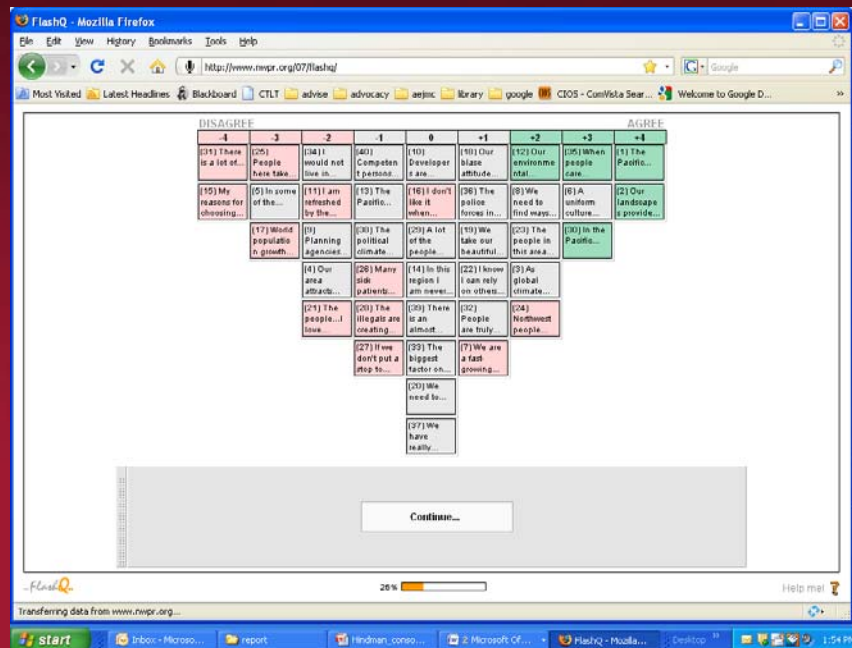 FlashQ - Mozilla Firefox
File Edit View History Bookmarks Tools Help
http://www.nwpr.org/07/flashq/
Google
Most Visited Latest Headlines Blackboard CTLT advise advocacy aejmc library google CIOS - ComVista Sear... Welcome to Google D... »
DISAGREE AGREE
-4 -3 -2 -1 0 +1 +2 +3 +4
(31) There is a lot of...
(25) People here take...
(34) I would not live in...
(40) Competent persons...
(10) Developers are...
(18) Our blase attitude...
(12) Our environmental...
(35) When people care...
(1) The Pacific...
(15) My reasons for choosing...
(5) In some of the...
(11) I am refreshed by the...
(13) The Pacific...
(16) I don't like it when...
(36) The police forces in...
(8) We need to find ways...
(6) A uniform culture...
(2) Our landscapes provide...
(17) World population growth...
(9) Planning agencies...
(38) The political climate...
(29) A lot of the people...
(19) We take our beautiful...
(23) The people in this area...
(30) In the Pacific...
(4) Our area attracts...
(26) Many sick patients...
(14) In this region I am never...
(22) I know I can rely on others...
(3) As global climate...
(21) The people...I love...
(28) The illegals are creating...
(39) There is an almost...
(32) People are truly...
(24) Northwest people...
(27) If we don't put a stop to...
(33) The biggest factor on...
(7) We are a fast-growing...
(20) We need to...
(37) We have really...
Continue...
FlashQ 26% Help me! ?
Transferring data from www.nwpr.org...
start Inbox - Microso... report Hindman_conso... 2 Microsoft Of... FlashQ - Mozilla... Desktop » 1:54 PM